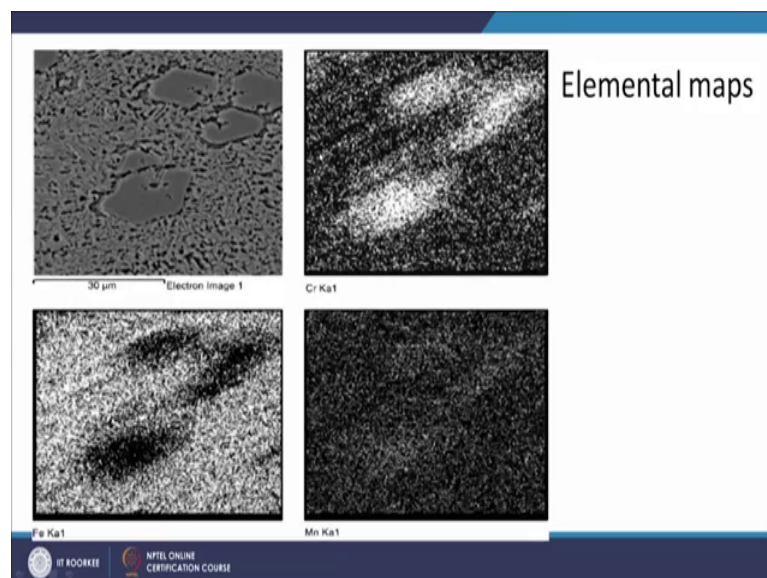 Elemental maps
30 µm Electron Image 1
Cr Ka1
Fe Ka1
Mn Ka1
IIT ROORKEE
NPTEL ONLINE
CERTIFICATION COURSE